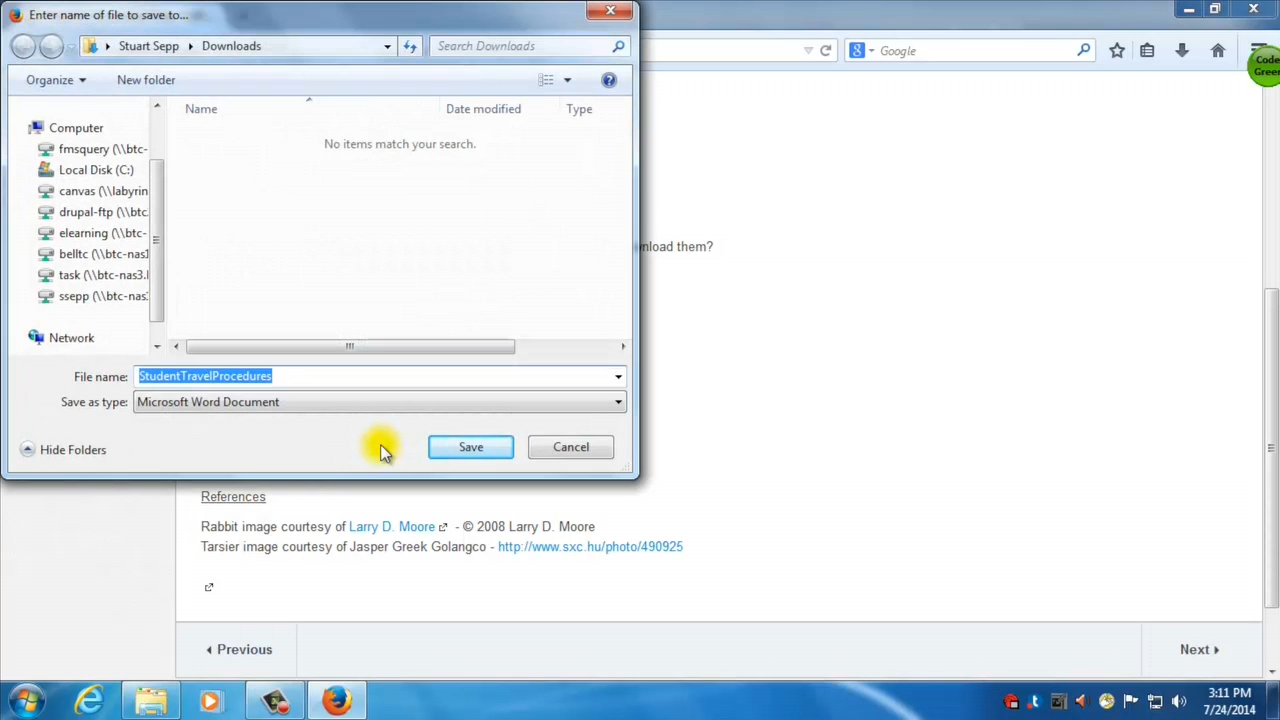 Enter name of file to save to...
Stuart Sepp
Downloads
Search Downloads
Google
Code
Green
Organize
New folder
Name
Date modified
Type
No items match your search.
Computer
fmsquery (\\btc-
Local Disk (C:)
canvas (\\labyrin
drupal-ftp (\\btc
elearning (\\btc-
belltc (\\btc-nas
task (\\btc-nas3.
ssepp (\\btc-nas
Network
nload them?
File name: StudentTravelProcedures
Save as type: Microsoft Word Document
Hide Folders
Save
Cancel
References
Rabbit image courtesy of Larry D. Moore - © 2008 Larry D. Moore
Tarsier image courtesy of Jasper Greek Golangco - http://www.sxc.hu/photo/490925
Previous
Next
3:11 PM
7/24/2014